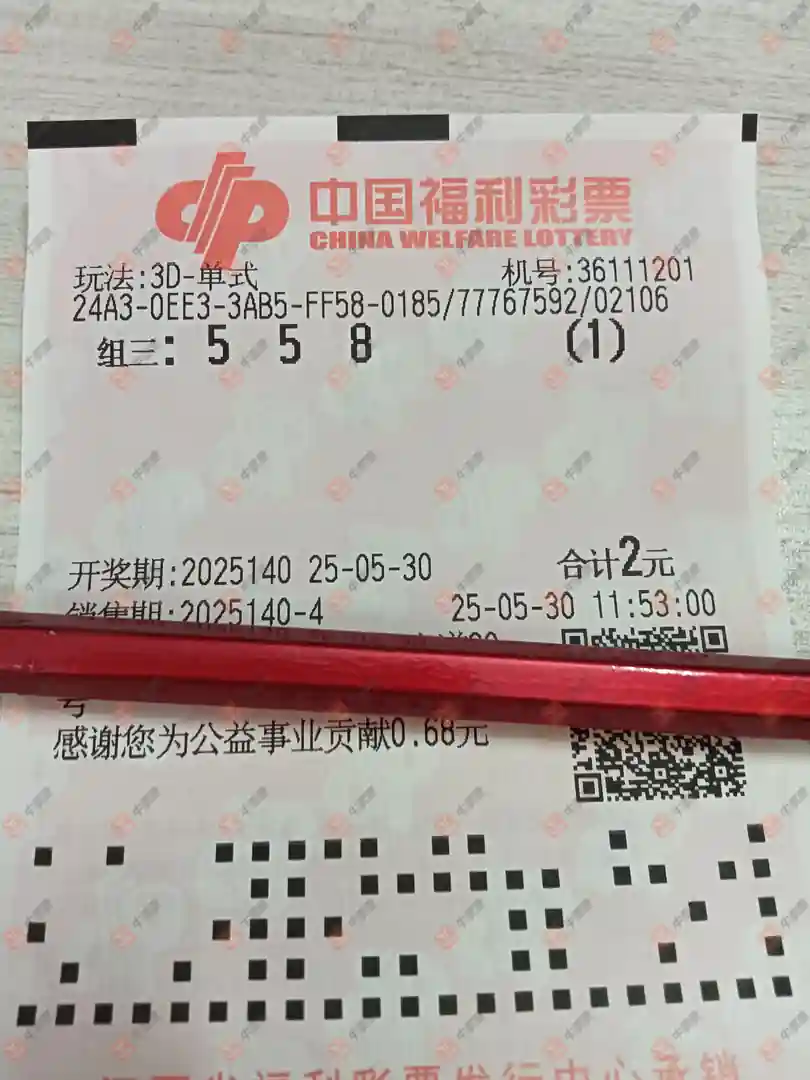 中国福利彩票
CHINA WELFARE LOTTERY
玩法:3D-单式 机号:36111201
24A3-0EE3-3AB5-FF58-0185/77767592/02106
组三: 5 5 8 (1)
开奖期:2025140 25-05-30 合计2元
销售期:2025140-4 25-05-30 11:53:00
号
感谢您为公益事业贡献0.68元